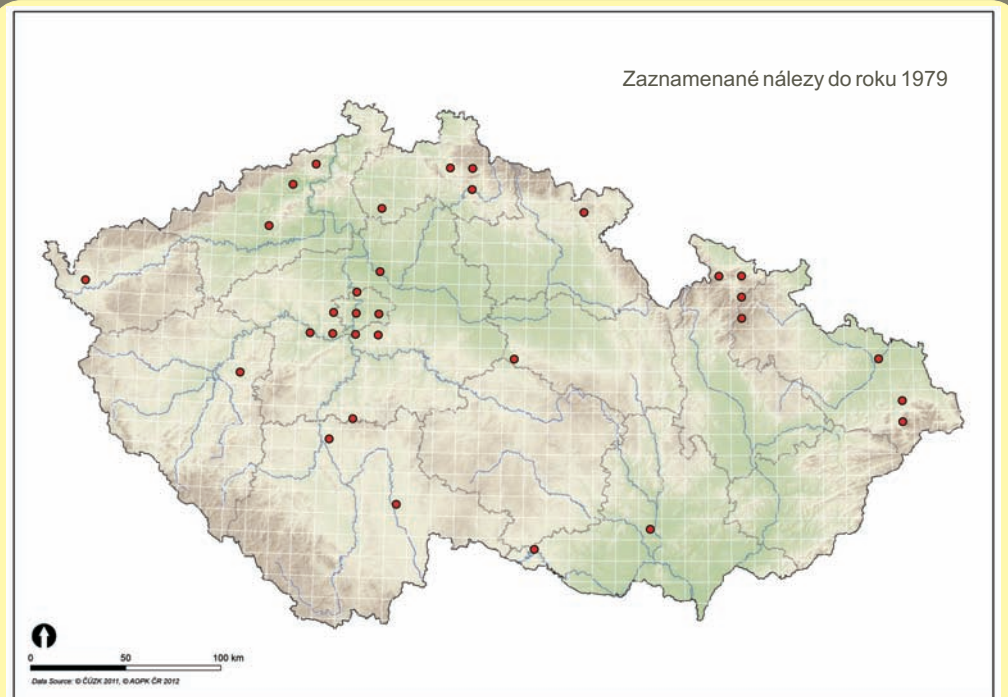 Zaznamenané nálezy do roku 1979
0 50 100 km
Data Source: © ČÚZK 2011, © AOPK ČR 2012